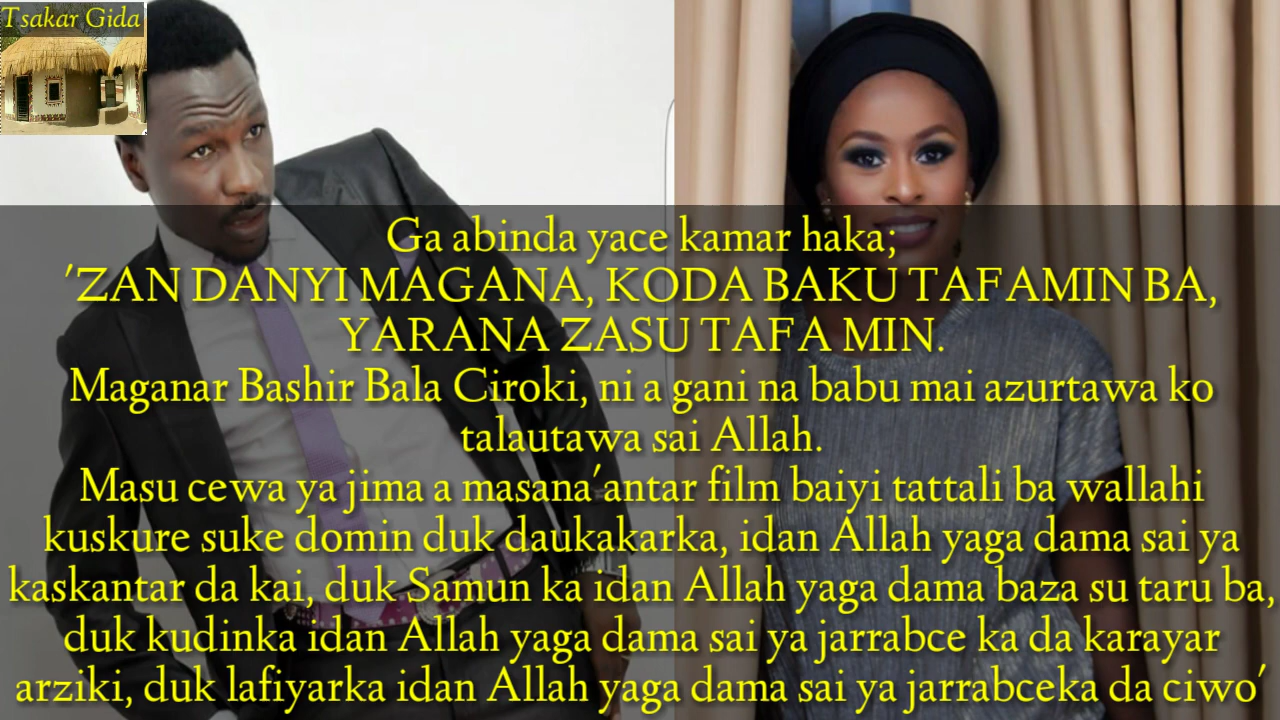 Tsakar Gida
Ga abinda yace kamar haka;
'ZAN DANYI MAGANA, KODA BAKU TAFAMIN BA,
YARANA ZASU TAFA MIN.
Maganar Bashir Bala Ciroki, ni a gani na babu mai azurtawa ko
talautawa sai Allah.
Masu cewa ya jima a masana'antar film baiyi tattali ba wallahi
kuskure suke domin duk daukakarka, idan Allah yaga dama sai ya
kaskantar da kai, duk Samun ka idan Allah yaga dama baza su taru ba,
duk kudinka idan Allah yaga dama sai ya jarrabce ka da karayar
arziki, duk lafiyarka idan Allah yaga dama sai ya jarrabceka da ciwo'